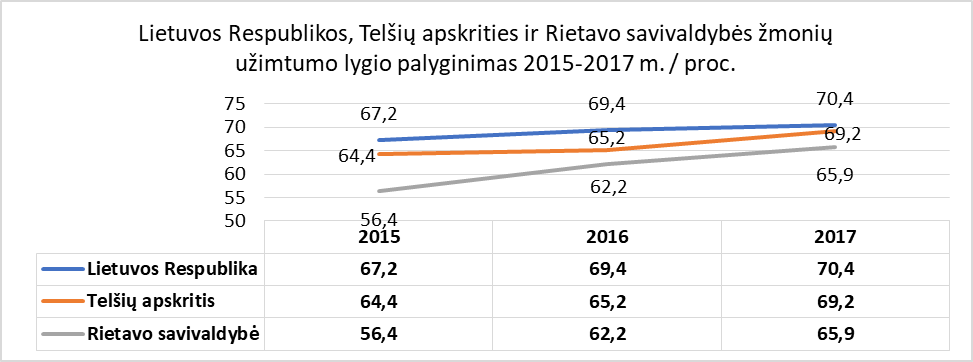 Lietuvos Respublikos, Telšių apskrities ir Rietavo savivaldybės žmonių
užimtumo lygio palyginimas 2015-2017 m. / proc.
75
70
65
60
55
50
67,2
69,4
70,4
64,4
65,2
69,2
56,4
62,2
65,9
2015 2016 2017
Lietuvos Respublika 67,2 69,4 70,4
Telšių apskritis 64,4 65,2 69,2
Rietavo savivaldybė 56,4 62,2 65,9